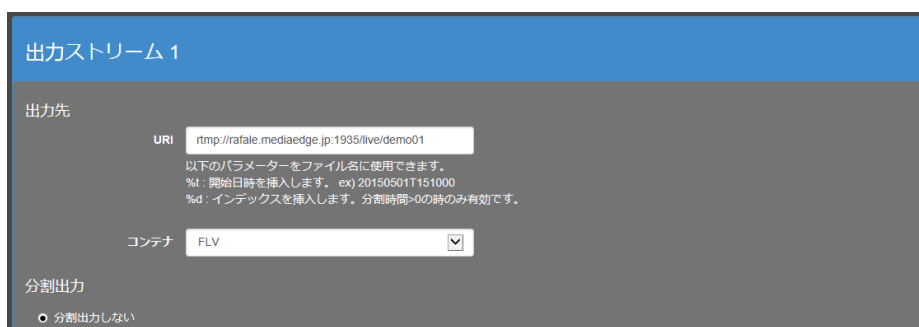 出力ストリーム 1
出力先
URI rtmp://rafale.mediaedge.jp:1935/live/demo01
以下のパラメーターをファイル名に使用できます。
%t : 開始日時を挿入します。 ex) 20150501T151000
%d : インデックスを挿入します。分割時間>0の時のみ有効です。
コンテナ FLV
分割出力
分割出力しない